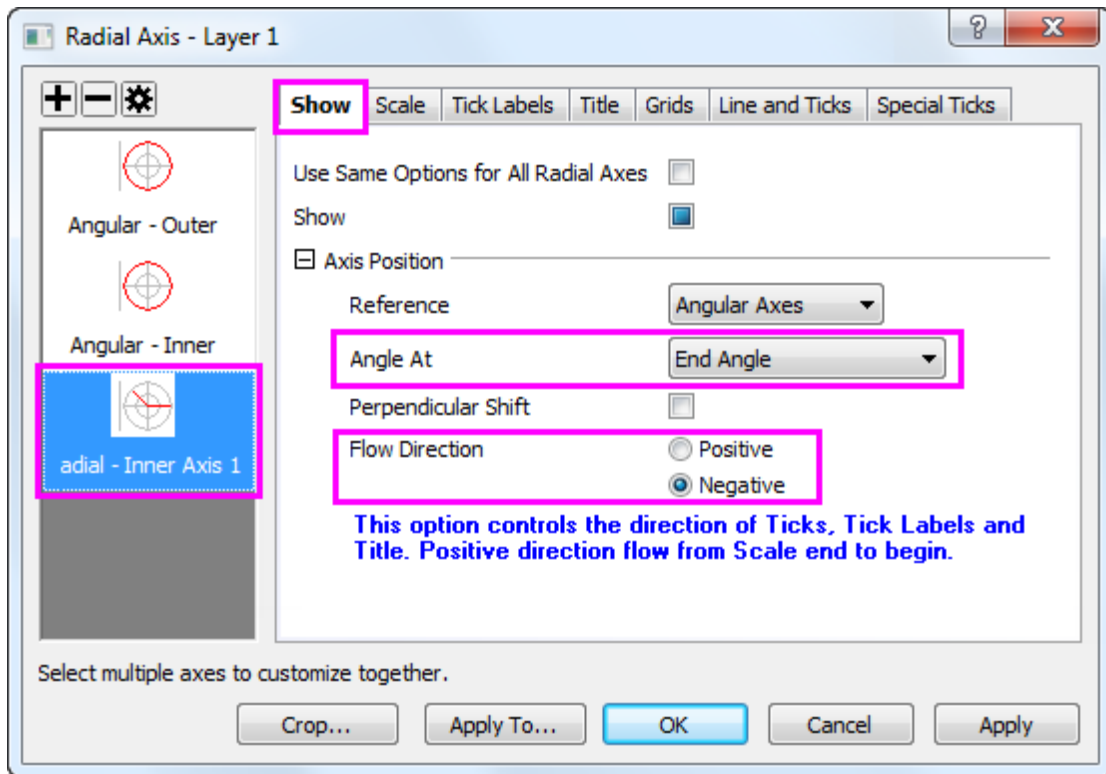 Radial Axis - Layer 1
Show Scale Tick Labels Title Grids Line and Ticks Special Ticks
Angular - Outer
Angular - Inner
adial - Inner Axis 1
Use Same Options for All Radial Axes
Show
Axis Position
Reference Angular Axes
Angle At End Angle
Perpendicular Shift
Flow Direction Positive
Negative
This option controls the direction of Ticks, Tick Labels and
Title. Positive direction flow from Scale end to begin.
Select multiple axes to customize together.
Crop... Apply To... OK Cancel Apply